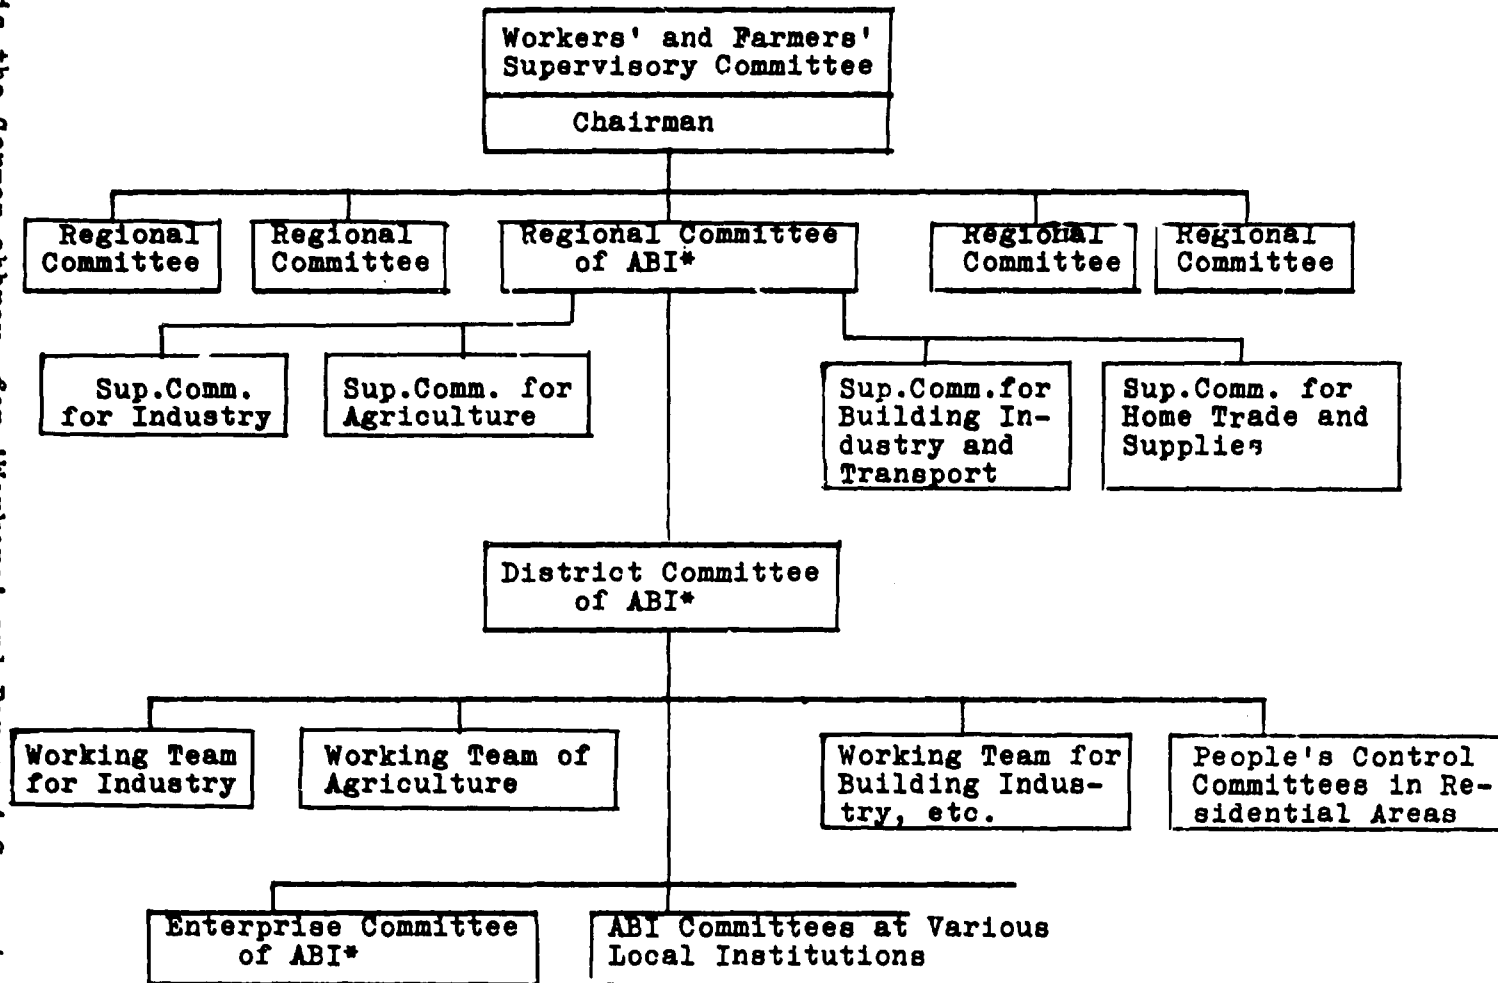 Workers' and Farmers'
Supervisory Committee
Chairman
Regional
Committee
Regional
Committee
Regional Committee
of ABI*
Regional
Committee
Regional
Committee
Sup.Comm.
for Industry
Sup.Comm. for
Agriculture
Sup.Comm.for
Building In-
dustry and
Transport
Sup.Comm. for
Home Trade and
Supplies
District Committee
of ABI*
Working Team
for Industry
Working Team of
Agriculture
Working Team for
Building Indus-
try, etc.
People's Control
Committees in Re-
sidential Areas
Enterprise Committee
of ABI*
ABI Committees at Various
Local Institutions